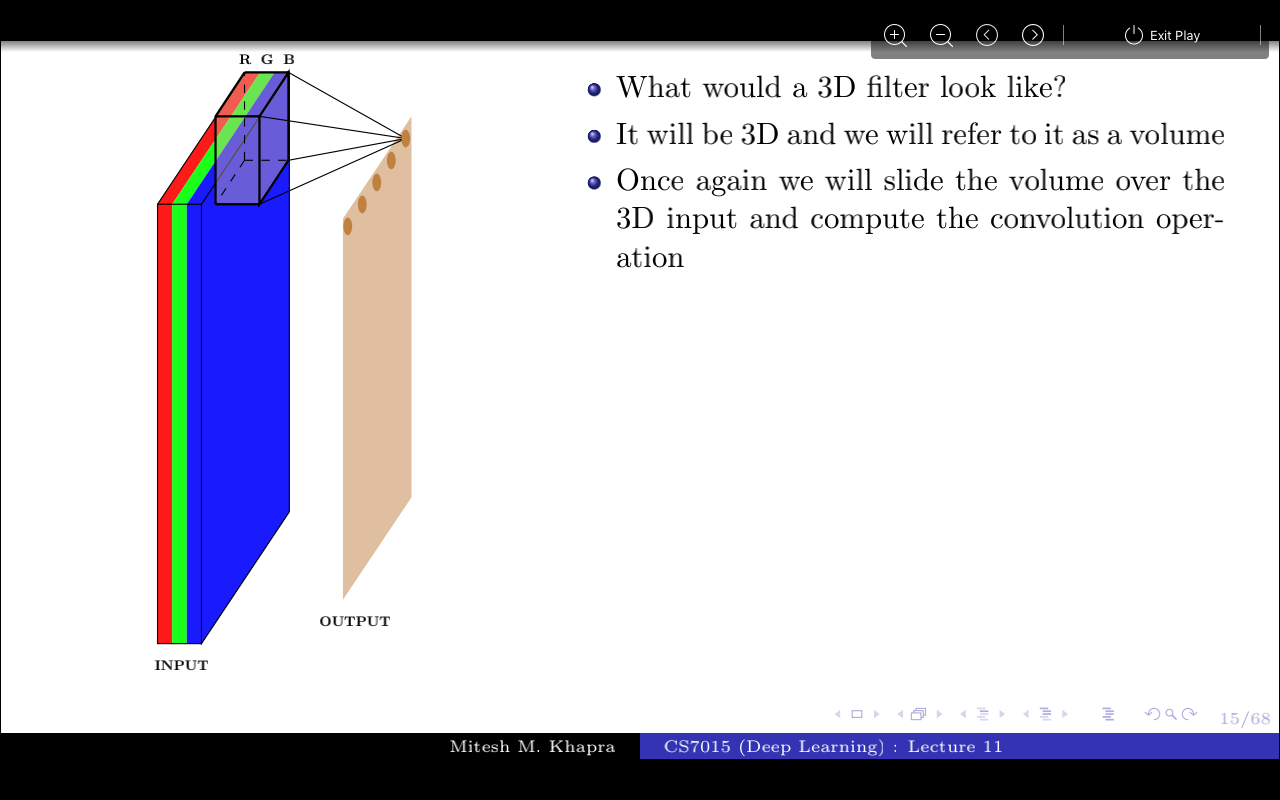 Exit Play
R G B
What would a 3D filter look like?
It will be 3D and we will refer to it as a volume
Once again we will slide the volume over the
3D input and compute the convolution oper-
ation
OUTPUT
INPUT
15/68
Mitesh M. Khapra
CS7015 (Deep Learning) : Lecture 11